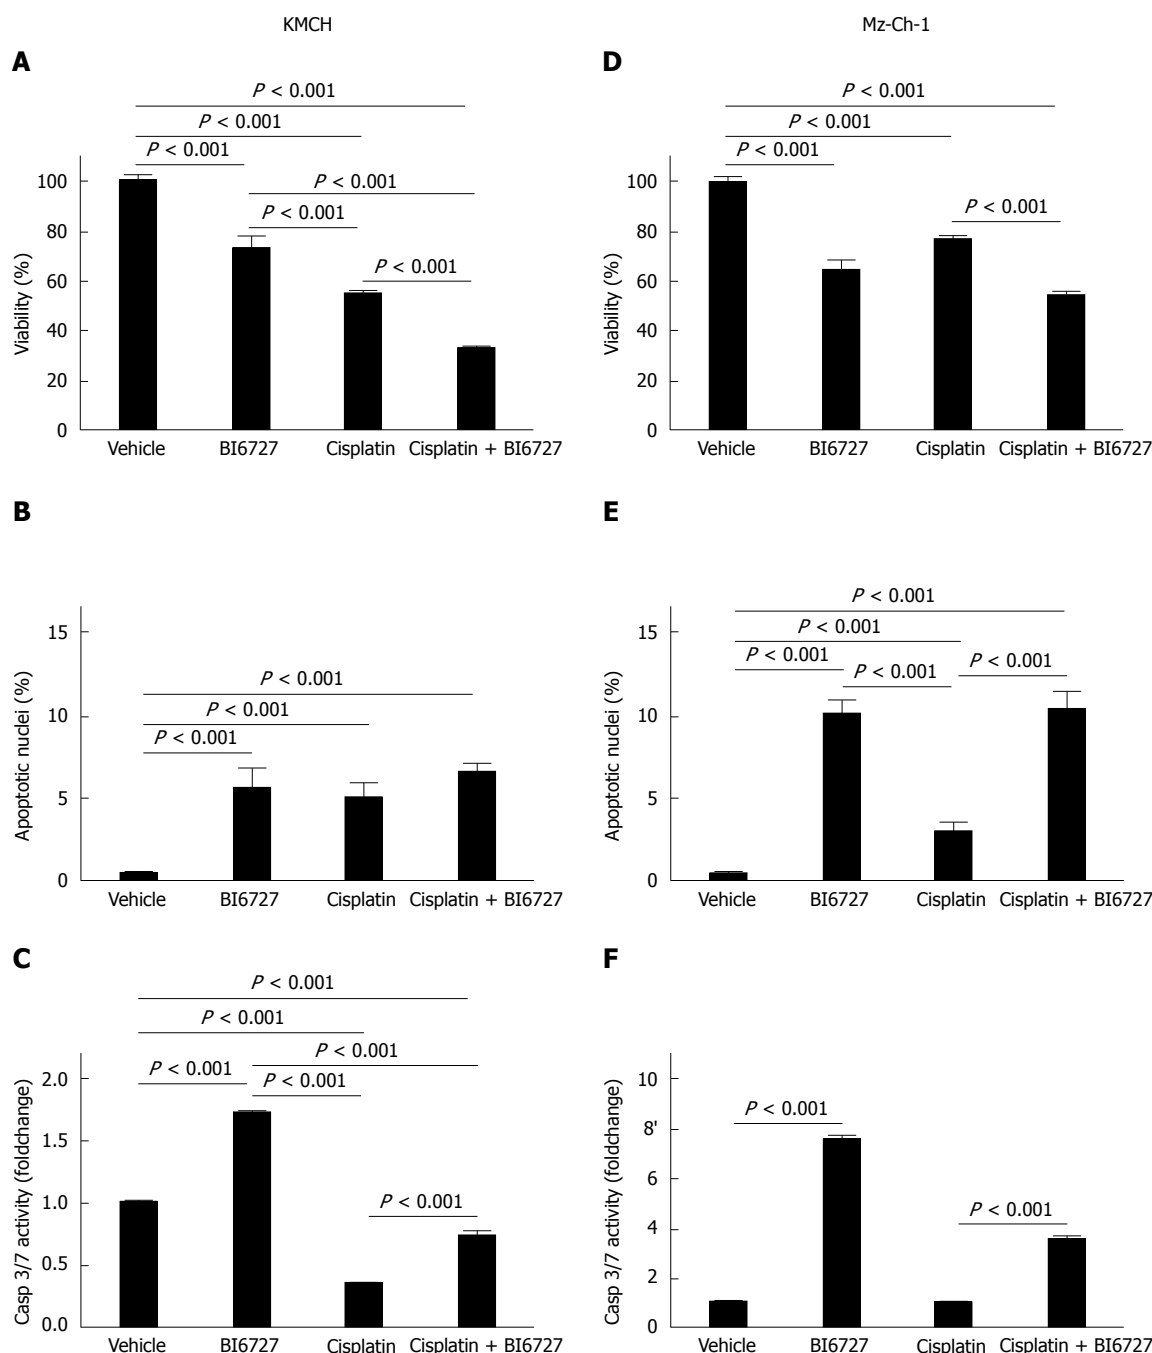 KMCH
Mz-Ch-1
A
P < 0.001
P < 0.001
P < 0.001
P < 0.001
P < 0.001
P < 0.001
Viability (%)
100
80
60
40
20
0
Vehicle BI6727 Cisplatin Cisplatin + BI6727
D
P < 0.001
P < 0.001
P < 0.001
P < 0.001
Viability (%)
100
80
60
40
20
0
Vehicle BI6727 Cisplatin Cisplatin + BI6727
B
P < 0.001
P < 0.001
P < 0.001
Apoptotic nuclei (%)
15
10
5
0
Vehicle BI6727 Cisplatin Cisplatin + BI6727
E
P < 0.001
P < 0.001
P < 0.001
P < 0.001
P < 0.001
Apoptotic nuclei (%)
15
10
5
0
Vehicle BI6727 Cisplatin Cisplatin + BI6727
C
P < 0.001
P < 0.001
P < 0.001
P < 0.001
P < 0.001
P < 0.001
Casp 3/7 activity (foldchange)
2.0
1.5
1.0
0.5
0.0
Vehicle BI6727 Cisplatin Cisplatin + BI6727
F
P < 0.001
P < 0.001
Casp 3/7 activity (foldchange)
10
8'
6
4
2
0
Vehicle BI6727 Cisplatin Cisplatin + BI6727